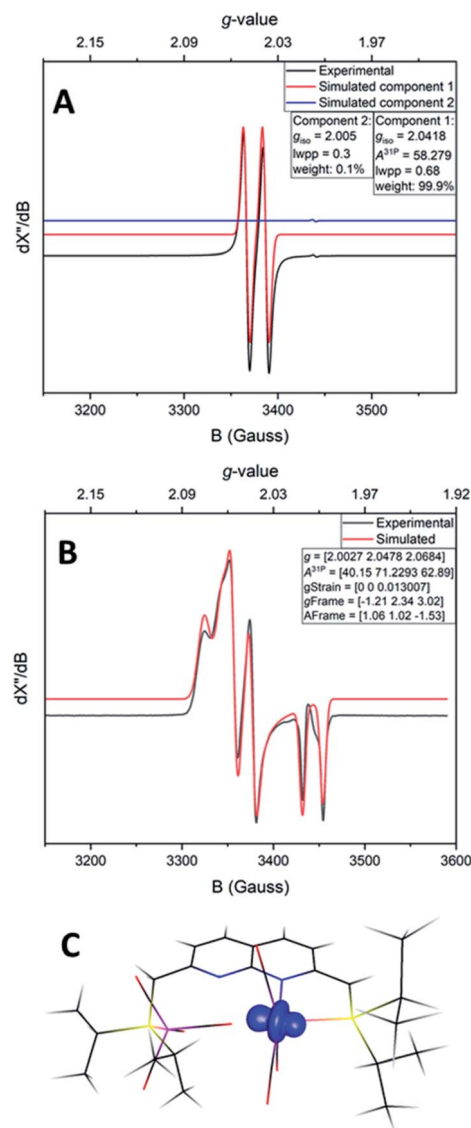 g-value
2.15 2.09 2.03 1.97
A
Experimental
Simulated component 1
Simulated component 2
Component 2:
g_iso = 2.005
lwpp = 0.3
weight: 0.1%
Component 1:
g_iso = 2.0418
A^31P = 58.279
lwpp = 0.68
weight: 99.9%
dX"/dB
3200 3300 3400 3500
B (Gauss)
g-value
2.15 2.09 2.03 1.97 1.92
B
Experimental
Simulated
g = [2.0027 2.0478 2.0684]
A^31P = [40.15 71.2293 62.89]
gStrain = [0 0 0.013007]
gFrame = [-1.21 2.34 3.02]
AFrame = [1.06 1.02 -1.53]
dX"/dB
3200 3300 3400 3500 3600
B (Gauss)
C